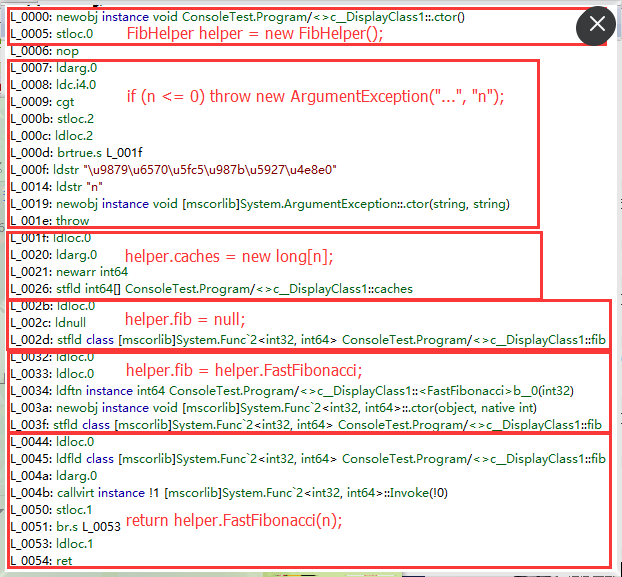 L_0000: newobj instance void ConsoleTest.Program/<>c__DisplayClass1::.ctor()
L_0005: stloc.0 FibHelper helper = new FibHelper();
L_0006: nop
L_0007: ldarg.0
L_0008: ldc.i4.0 if (n <= 0) throw new ArgumentException("...", "n");
L_0009: cgt
L_000b: stloc.2
L_000c: ldloc.2
L_000d: brtrue.s L_001f
L_000f: ldstr "\u9879\u6570\u5fc5\u987b\u5927\u4e8e0"
L_0014: ldstr "n"
L_0019: newobj instance void [mscorlib]System.ArgumentException::.ctor(string, string)
L_001e: throw
L_001f: ldloc.0
L_0020: ldarg.0 helper.caches = new long[n];
L_0021: newarr int64
L_0026: stfld int64[] ConsoleTest.Program/<>c__DisplayClass1::caches
L_002b: ldloc.0
L_002c: ldnull helper.fib = null;
L_002d: stfld class [mscorlib]System.Func`2<int32, int64> ConsoleTest.Program/<>c__DisplayClass1::fib
L_0032: ldloc.0
L_0033: ldloc.0 helper.fib = helper.FastFibonacci;
L_0034: ldftn instance int64 ConsoleTest.Program/<>c__DisplayClass1::<FastFibonacci>b__0(int32)
L_003a: newobj instance void [mscorlib]System.Func`2<int32, int64>::.ctor(object, native int)
L_003f: stfld class [mscorlib]System.Func`2<int32, int64> ConsoleTest.Program/<>c__DisplayClass1::fib
L_0044: ldloc.0
L_0045: ldfld class [mscorlib]System.Func`2<int32, int64> ConsoleTest.Program/<>c__DisplayClass1::fib
L_004a: ldarg.0
L_004b: callvirt instance !1 [mscorlib]System.Func`2<int32, int64>::Invoke(!0)
L_0050: stloc.1
L_0051: br.s L_0053 return helper.FastFibonacci(n);
L_0053: ldloc.1
L_0054: ret